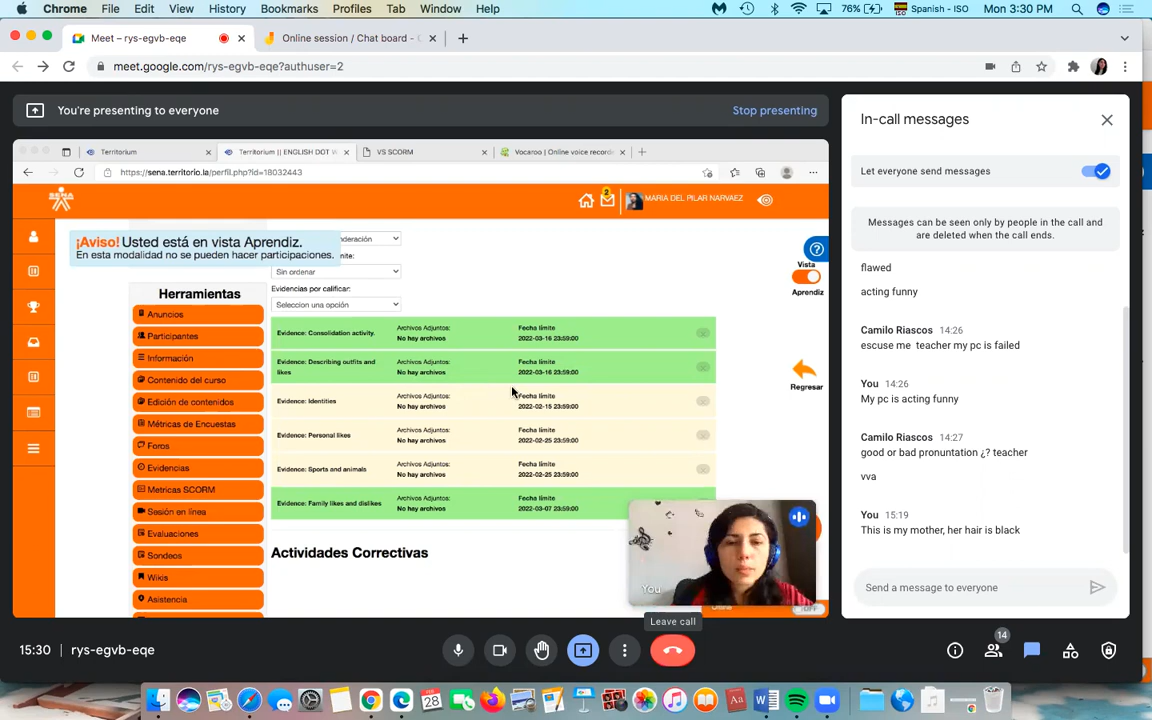 Chrome File Edit View History Bookmarks Profiles Tab Window Help
76% Spanish - ISO Mon 3:30 PM
Meet – rys-egvb-eqe
Online session / Chat board -
meet.google.com/rys-egvb-eqe?authuser=2
You're presenting to everyone
Stop presenting
Territorium
Territorium || ENGLISH DOT W
VS SCORM
Vocaroo | Online voice record
https://sena.territorio.la/perfil.php?id=18032443
SENA
2
MARIA DEL PILAR NARVAEZ
¡Aviso! Usted está en vista Aprendiz.
En esta modalidad no se pueden hacer participaciones.
Sin ordenar
Evidencias por calificar:
Seleccion una opción
?
Vista
Aprendiz
Regresar
Herramientas
Anuncios
Participantes
Información
Contenido del curso
Edición de contenidos
Métricas de Encuestas
Foros
Evidencias
Metricas SCORM
Sesión en línea
Evaluaciones
Sondeos
Wikis
Asistencia
Evidence: Consolidation activity.
Archivos Adjuntos:
No hay archivos
Fecha límite
2022-03-16 23:59:00
Evidence: Describing outfits and
likes
Archivos Adjuntos:
No hay archivos
Fecha límite
2022-03-16 23:59:00
Evidence: Identities
Archivos Adjuntos:
No hay archivos
Fecha límite
2022-02-15 23:59:00
Evidence: Personal likes
Archivos Adjuntos:
No hay archivos
Fecha límite
2022-02-25 23:59:00
Evidence: Sports and animals
Archivos Adjuntos:
No hay archivos
Fecha límite
2022-02-25 23:59:00
Evidence: Family likes and dislikes
Archivos Adjuntos:
No hay archivos
Fecha límite
2022-03-07 23:59:00
Actividades Correctivas
You
OFF
Leave call
15:30 | rys-egvb-eqe
In-call messages
Let everyone send messages
Messages can be seen only by people in the call and
are deleted when the call ends.
flawed
acting funny
Camilo Riascos 14:26
escuse me teacher my pc is failed
You 14:26
My pc is acting funny
Camilo Riascos 14:27
good or bad pronuntation ¿? teacher
vva
You 15:19
This is my mother, her hair is black
Send a message to everyone
14
28